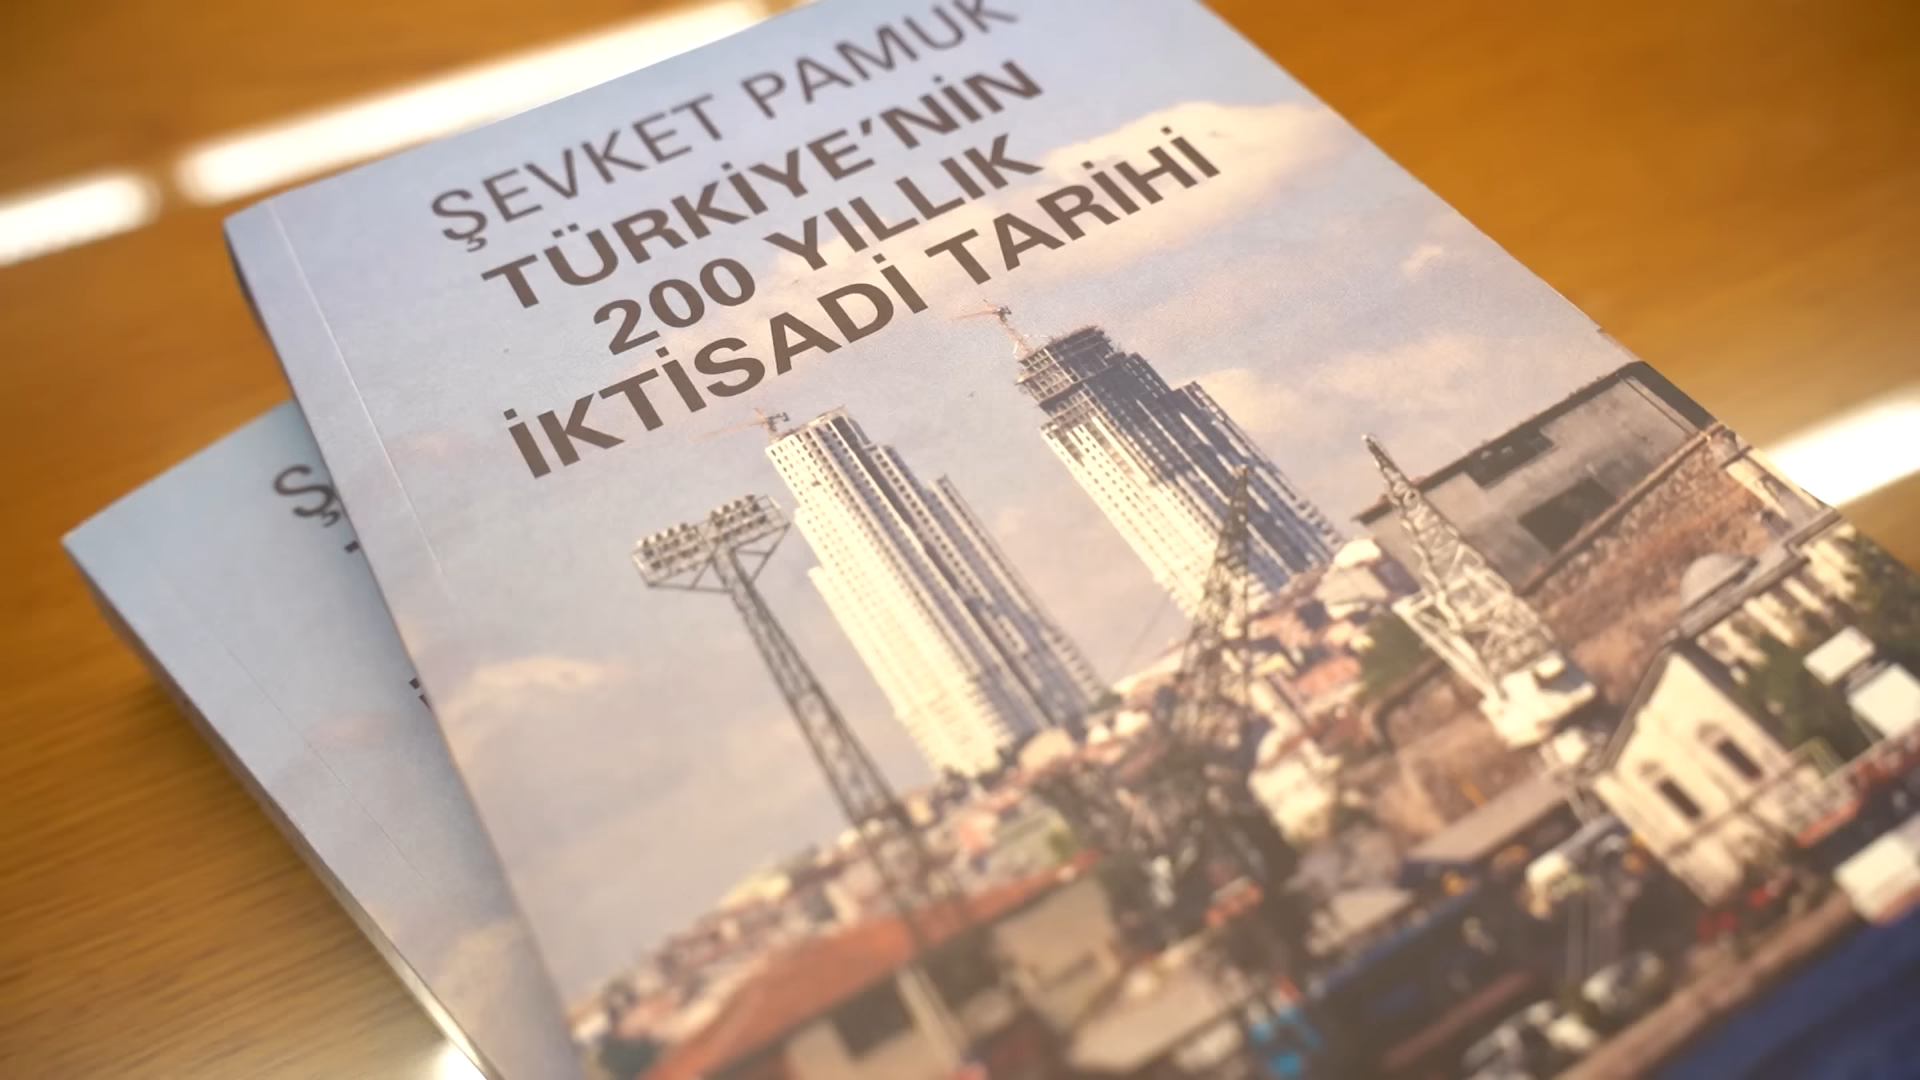 ŞEVKET PAMUK
TÜRKİYE'NİN
200 YILLIK
İKTİSADİ TARİHİ
Ş